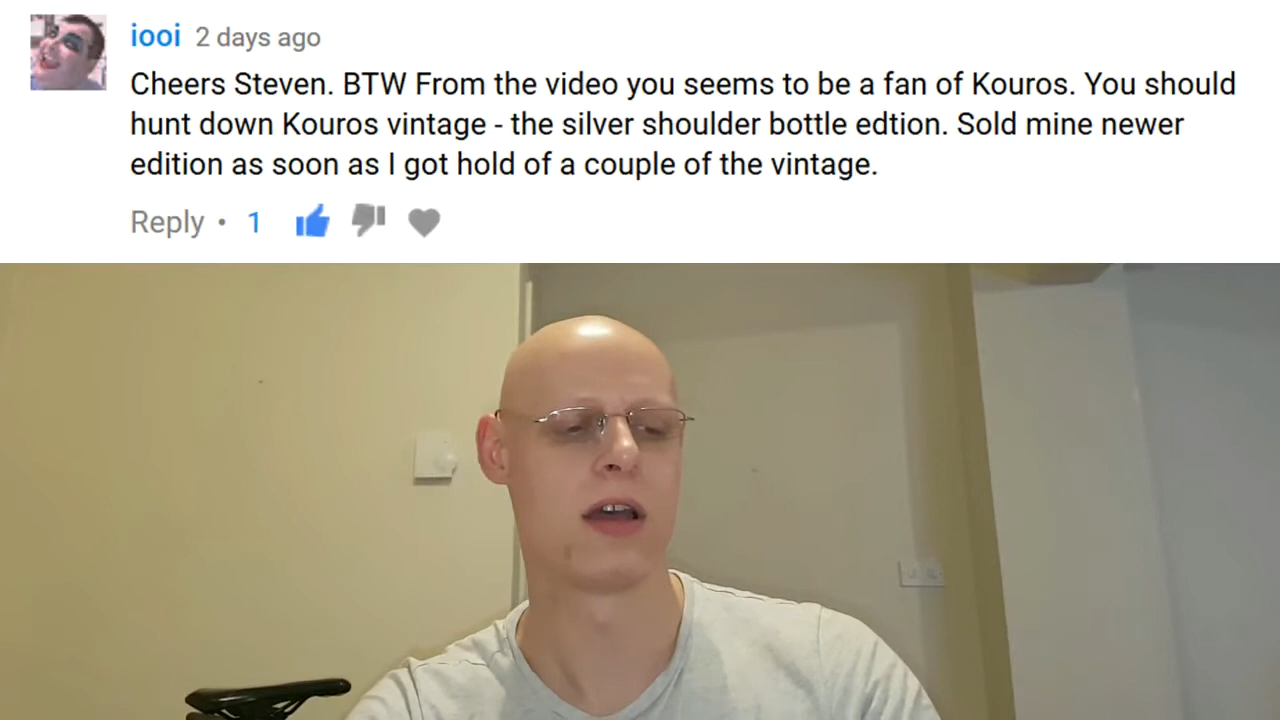 iooi 2 days ago
Cheers Steven. BTW From the video you seems to be a fan of Kouros. You should
hunt down Kouros vintage - the silver shoulder bottle edtion. Sold mine newer
edition as soon as I got hold of a couple of the vintage.
Reply • 1